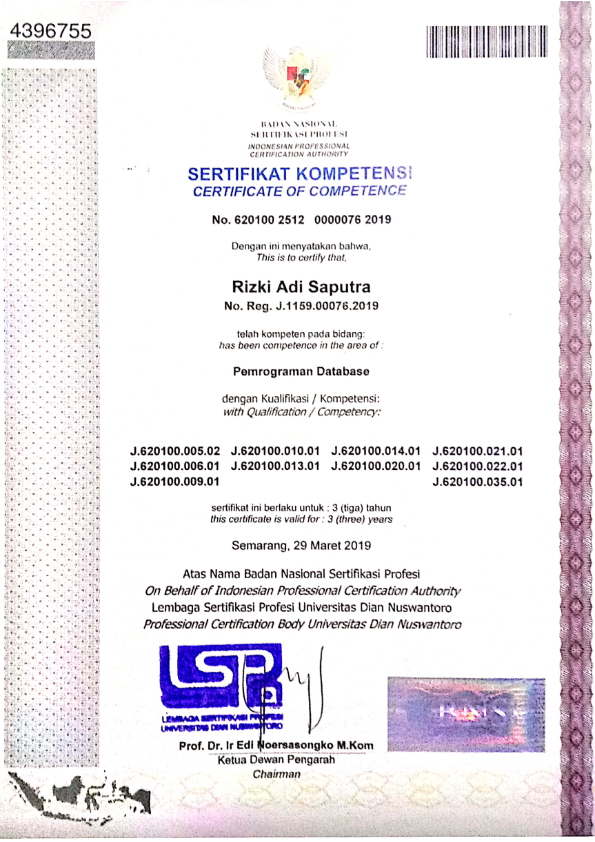 4396755
BADAN NASIONAL
SERTIFIKASI PROFESI
INDONESIAN PROFESSIONAL
CERTIFICATION AUTHORITY
SERTIFIKAT KOMPETENSI
CERTIFICATE OF COMPETENCE
No. 620100 2512 0000076 2019
Dengan ini menyatakan bahwa,
This is to certify that,
Rizki Adi Saputra
No. Reg. J.1159.00076.2019
telah kompeten pada bidang:
has been competence in the area of :
Pemrograman Database
dengan Kualifikasi / Kompetensi:
with Qualification / Competency:
J.620100.005.02 J.620100.010.01 J.620100.014.01 J.620100.021.01
J.620100.006.01 J.620100.013.01 J.620100.020.01 J.620100.022.01
J.620100.009.01 J.620100.035.01
sertifikat ini berlaku untuk : 3 (tiga) tahun
this certificate is valid for : 3 (three) years
Semarang, 29 Maret 2019
Atas Nama Badan Nasional Sertifikasi Profesi
On Behalf of Indonesian Professional Certification Authority
Lembaga Sertifikasi Profesi Universitas Dian Nuswantoro
Professional Certification Body Universitas Dian Nuswantoro
LSP
LEMBAGA SERTIFIKASI PROFESI
UNIVERSITAS DIAN NUSWANTORO
Prof. Dr. Ir Edi Noersasongko M.Kom
Ketua Dewan Pengarah
Chairman